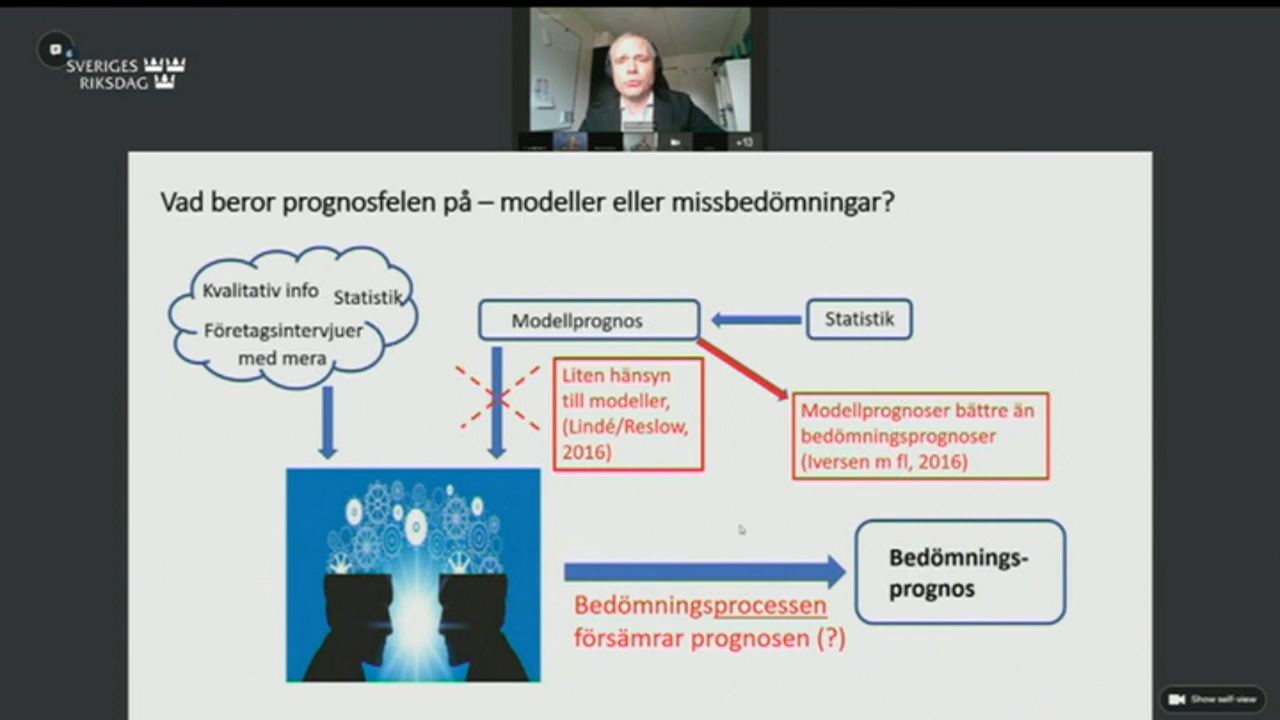 SVERIGES
RIKSDAG
+13
Vad beror prognosfelen på – modeller eller missbedömningar?
Kvalitativ info
Statistik
Företagsintervjuer
med mera
Modellprognos
Statistik
Liten hänsyn
till modeller,
(Lindé/Reslow,
2016)
Modellprognoser bättre än
bedömningsprognoser
(Iversen m fl, 2016)
Bedömnings-
prognos
Bedömningsprocessen
försämrar prognosen (?)
Show self-view